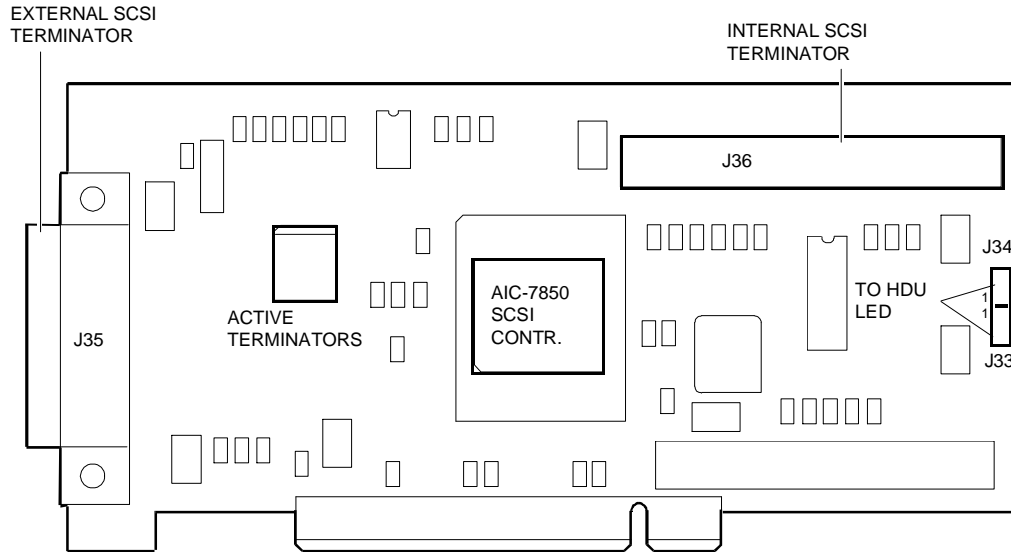 EXTERNAL SCSI
TERMINATOR
INTERNAL SCSI
TERMINATOR
J36
J34
AIC-7850
SCSI
CONTR.
TO HDU
LED
1
1
ACTIVE
TERMINATORS
J35
J33